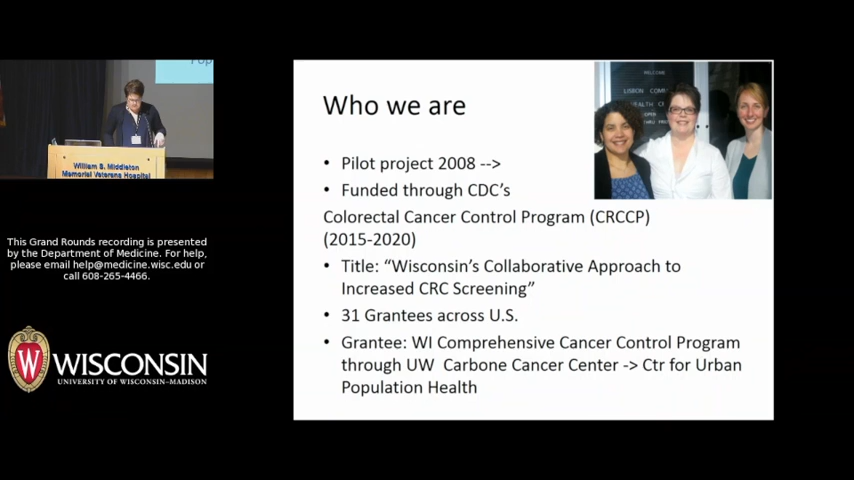 William S. Middleton
Memorial Veterans Hospital
This Grand Rounds recording is presented
by the Department of Medicine. For help,
please email help@medicine.wisc.edu or
call 608-265-4466.
W
WISCONSIN
UNIVERSITY OF WISCONSIN–MADISON
Who we are
• Pilot project 2008 -->
• Funded through CDC's
Colorectal Cancer Control Program (CRCCP)
(2015-2020)
• Title: “Wisconsin's Collaborative Approach to
Increased CRC Screening”
• 31 Grantees across U.S.
• Grantee: WI Comprehensive Cancer Control Program
through UW Carbone Cancer Center -> Ctr for Urban
Population Health
WELCOME
LISBON COMM
HEALTH C